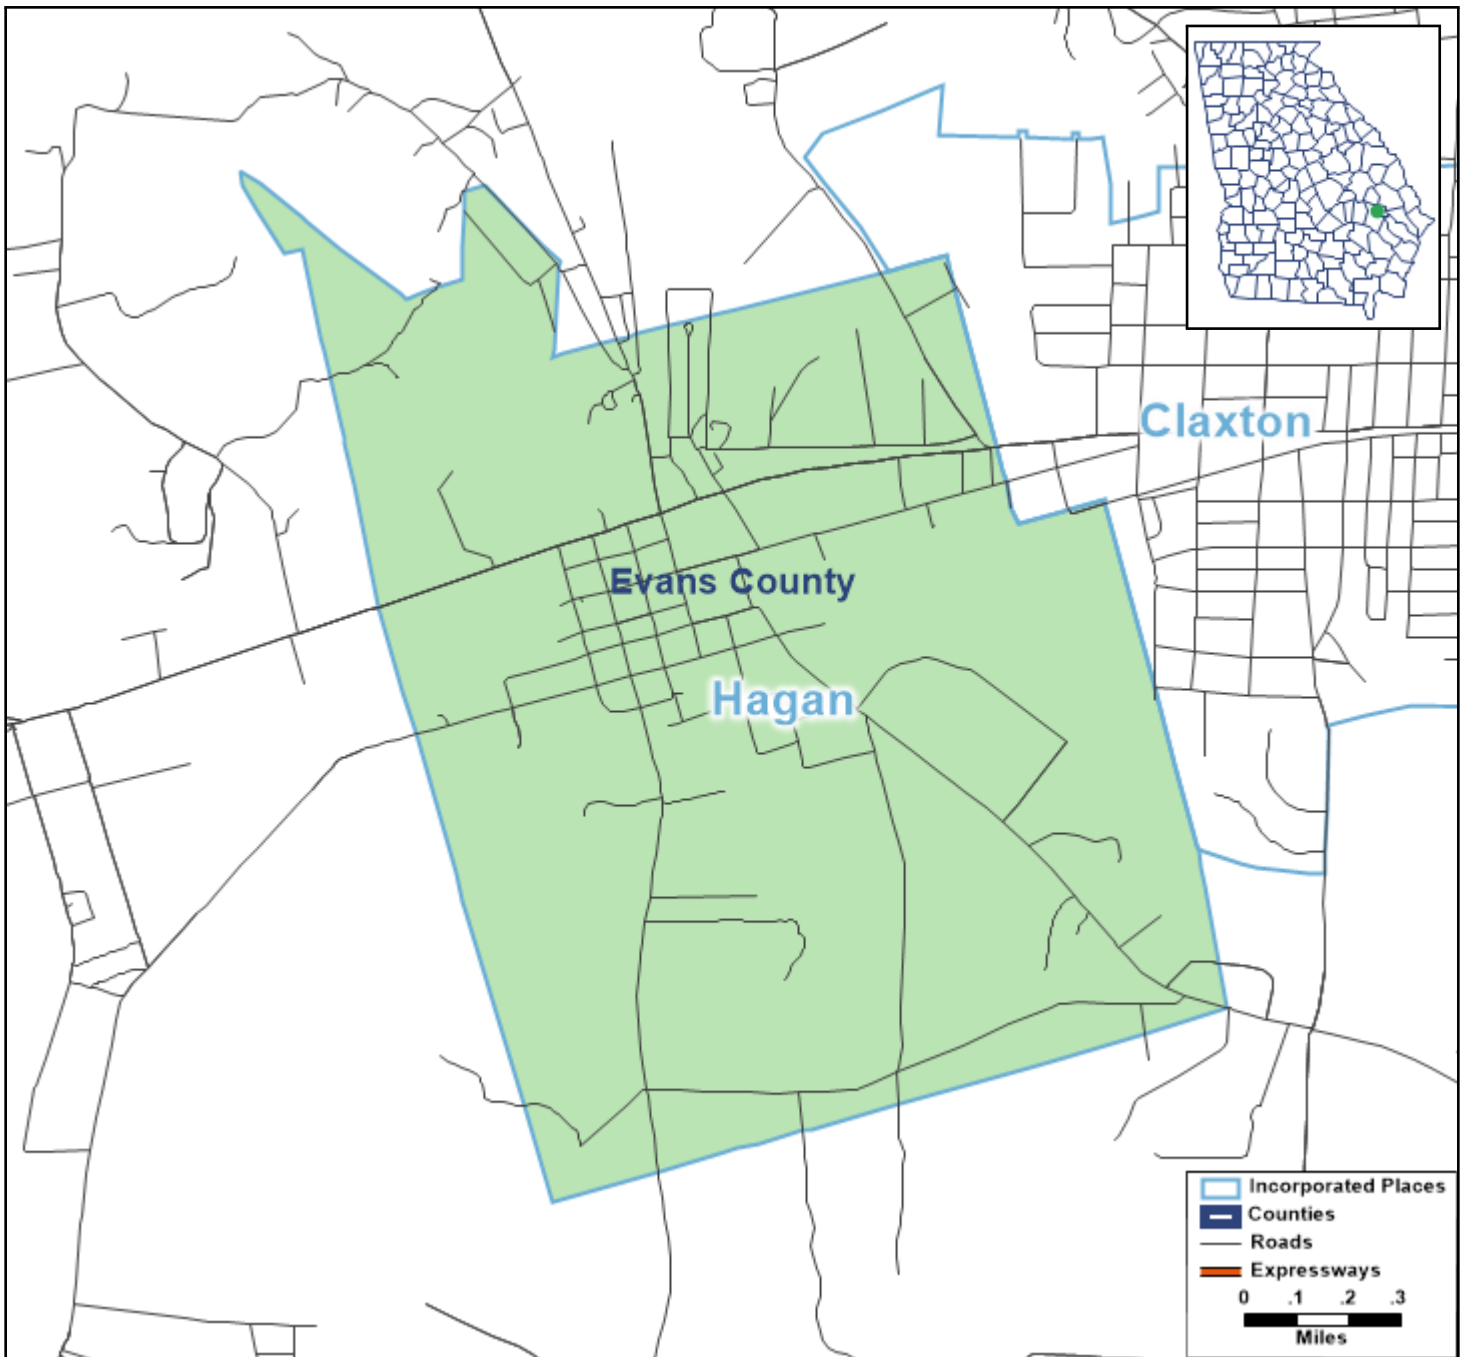 Claxton
Evans County
Hagan
Incorporated Places
Counties
Roads
Expressways
0 .1 .2 .3
Miles